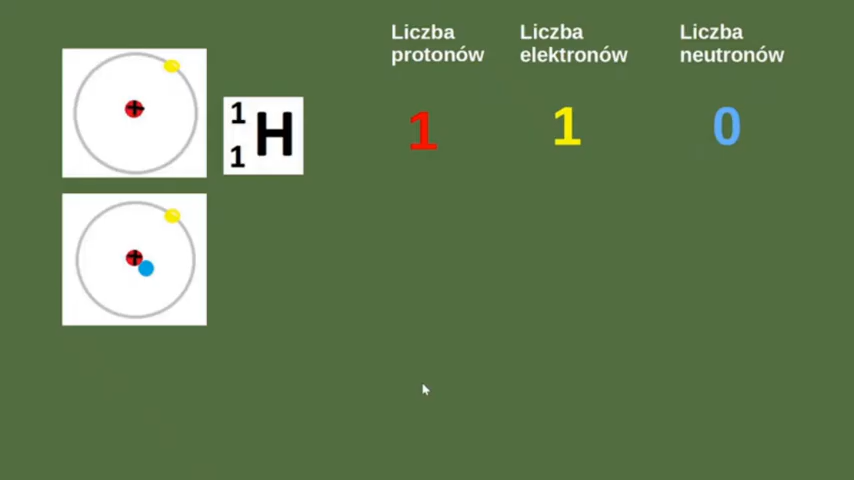 Liczba
protonów
Liczba
elektronów
Liczba
neutronów
1
1
H
1
1
0
+
+